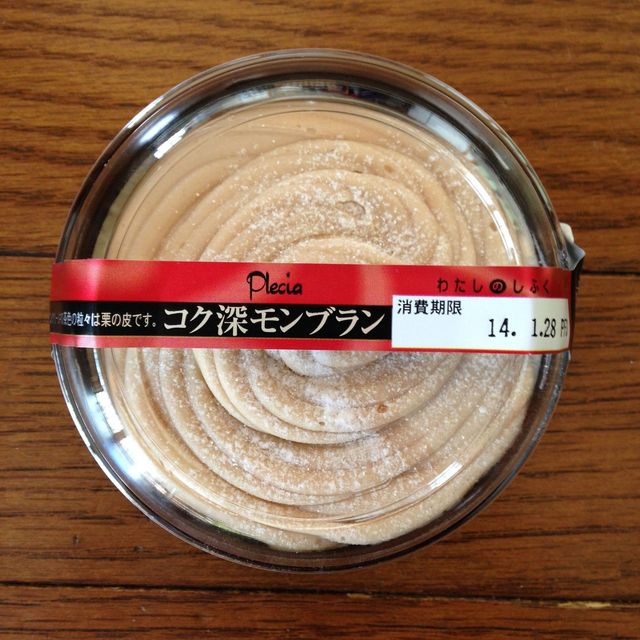 Plecia
わたしのしふく
色の粒々は栗の皮です。
コク深モンブラン
消費期限
14. 1.28